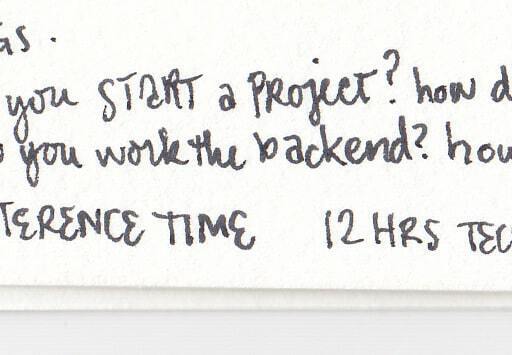 GS.
you START a PROject? how d
you work the backend? how
TERENCE TIME 12 HRS TEC